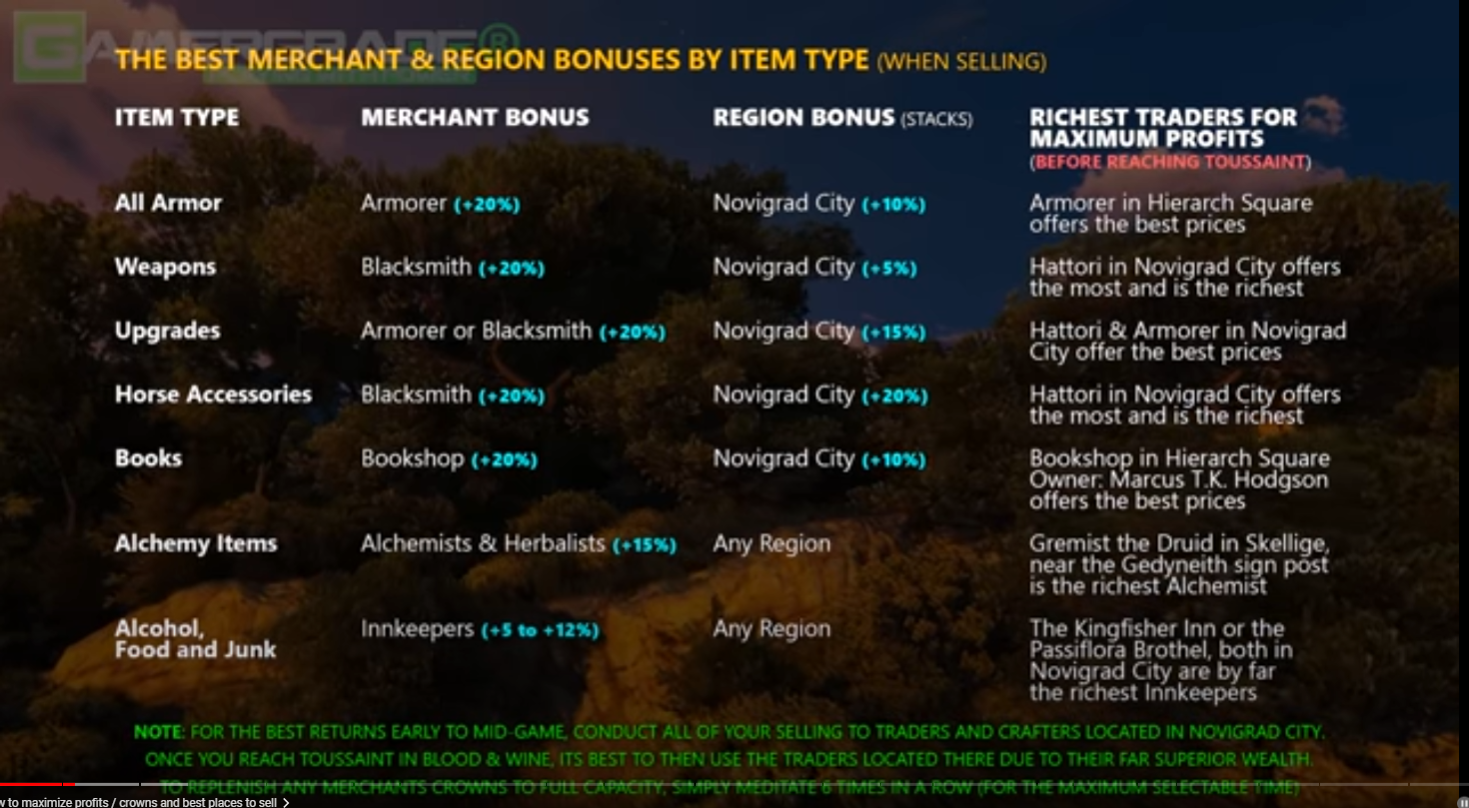 GAMERGRADE®
THE BEST MERCHANT & REGION BONUSES BY ITEM TYPE (WHEN SELLING)
ITEM TYPE
MERCHANT BONUS
REGION BONUS (STACKS)
RICHEST TRADERS FOR
MAXIMUM PROFITS
(BEFORE REACHING TOUSSAINT)
All Armor
Armorer (+20%)
Novigrad City (+10%)
Armorer in Hierarch Square
offers the best prices
Weapons
Blacksmith (+20%)
Novigrad City (+5%)
Hattori in Novigrad City offers
the most and is the richest
Upgrades
Armorer or Blacksmith (+20%)
Novigrad City (+15%)
Hattori & Armorer in Novigrad
City offer the best prices
Horse Accessories
Blacksmith (+20%)
Novigrad City (+20%)
Hattori in Novigrad City offers
the most and is the richest
Books
Bookshop (+20%)
Novigrad City (+10%)
Bookshop in Hierarch Square
Owner: Marcus T.K. Hodgson
offers the best prices
Alchemy Items
Alchemists & Herbalists (+15%)
Any Region
Gremist the Druid in Skellige,
near the Gedyneith sign post
is the richest Alchemist
Alcohol,
Food and Junk
Innkeepers (+5 to +12%)
Any Region
The Kingfisher Inn or the
Passiflora Brothel, both in
Novigrad City are by far
the richest Innkeepers
NOTE: FOR THE BEST RETURNS EARLY TO MID-GAME, CONDUCT ALL OF YOUR SELLING TO TRADERS AND CRAFTERS LOCATED IN NOVIGRAD CITY.
ONCE YOU REACH TOUSSAINT IN BLOOD & WINE, ITS BEST TO THEN USE THE TRADERS LOCATED THERE DUE TO THEIR FAR SUPERIOR WEALTH.
TO REPLENISH ANY MERCHANTS CROWNS TO FULL CAPACITY, SIMPLY MEDITATE 6 TIMES IN A ROW (FOR THE MAXIMUM SELECTABLE TIME)
w to maximize profits / crowns and best places to sell >